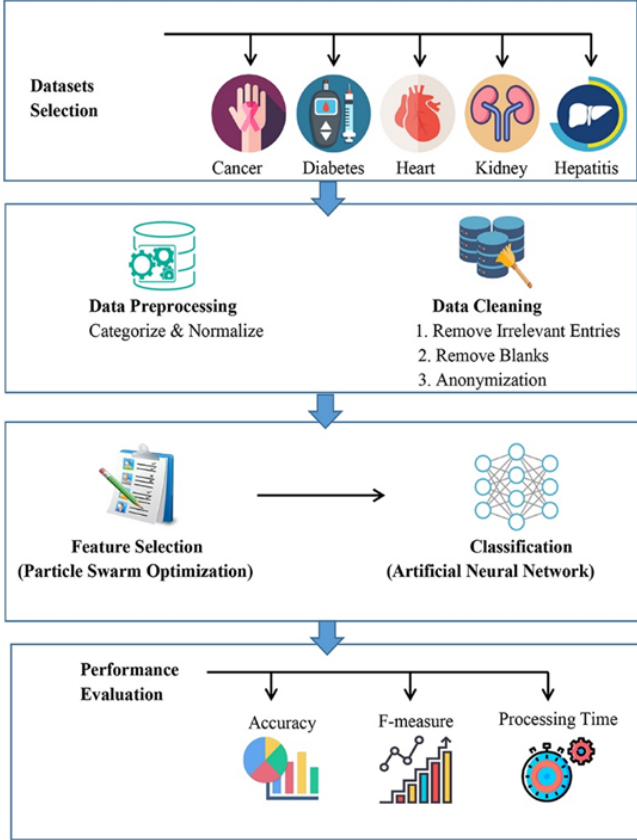 Datasets
Selection
Cancer
Diabetes
Heart
Kidney
Hepatitis
Data Preprocessing
Categorize & Normalize
Data Cleaning
1. Remove Irrelevant Entries
2. Remove Blanks
3. Anonymization
Feature Selection
(Particle Swarm Optimization)
Classification
(Artificial Neural Network)
Performance
Evaluation
Accuracy
F-measure
Processing Time